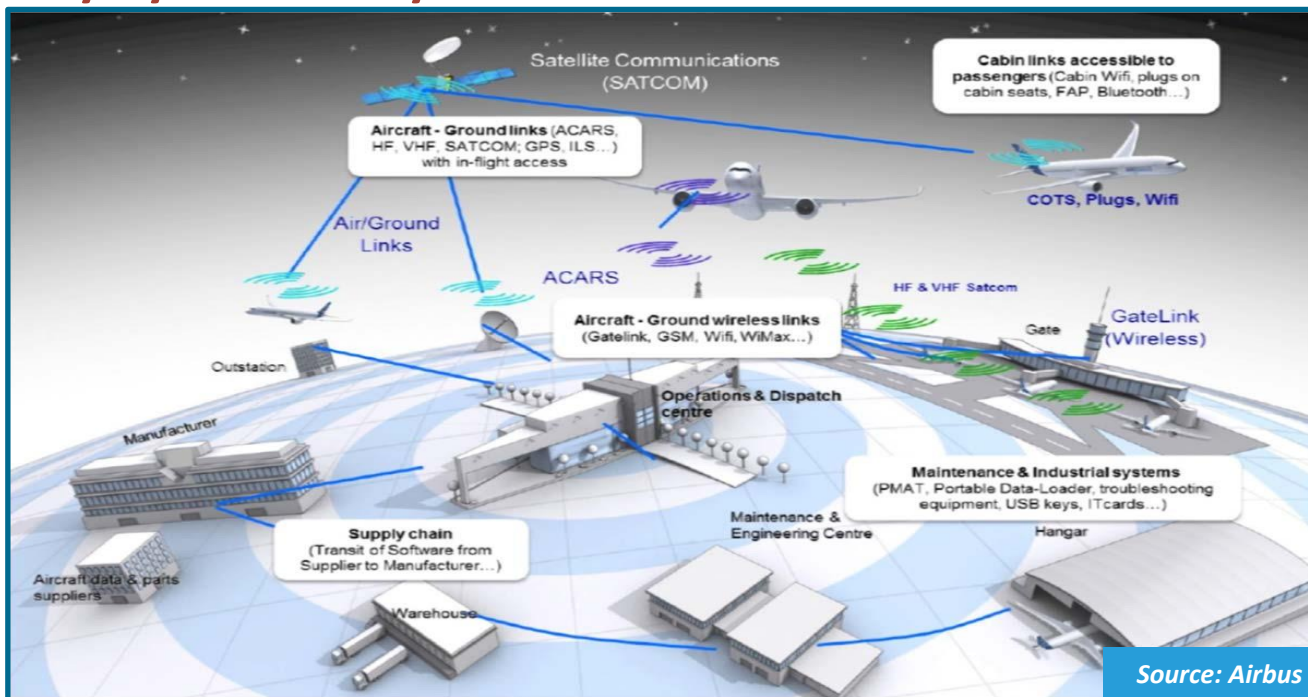 Satellite Communications
(SATCOM)
Cabin links accessible to
passengers (Cabin Wifi, plugs on
cabin seats, FAP, Bluetooth...)
Aircraft - Ground links (ACARS,
HF, VHF, SATCOM; GPS, ILS...)
with in-flight access
COTS, Plugs, Wifi
Air/Ground
Links
ACARS
HF & VHF Satcom
Aircraft - Ground wireless links
(Gatelink, GSM, Wifi, WiMax...)
Gate
GateLink
(Wireless)
Outstation
Operations & Dispatch
centre
Manufacturer
Maintenance & Industrial systems
(PMAT, Portable Data-Loader, troubleshooting
equipment, USB keys, ITcards...)
Supply chain
(Transit of Software from
Supplier to Manufacturer...)
Maintenance &
Engineering Centre
Hangar
Aircraft data & parts
suppliers
Warehouse
Source: Airbus